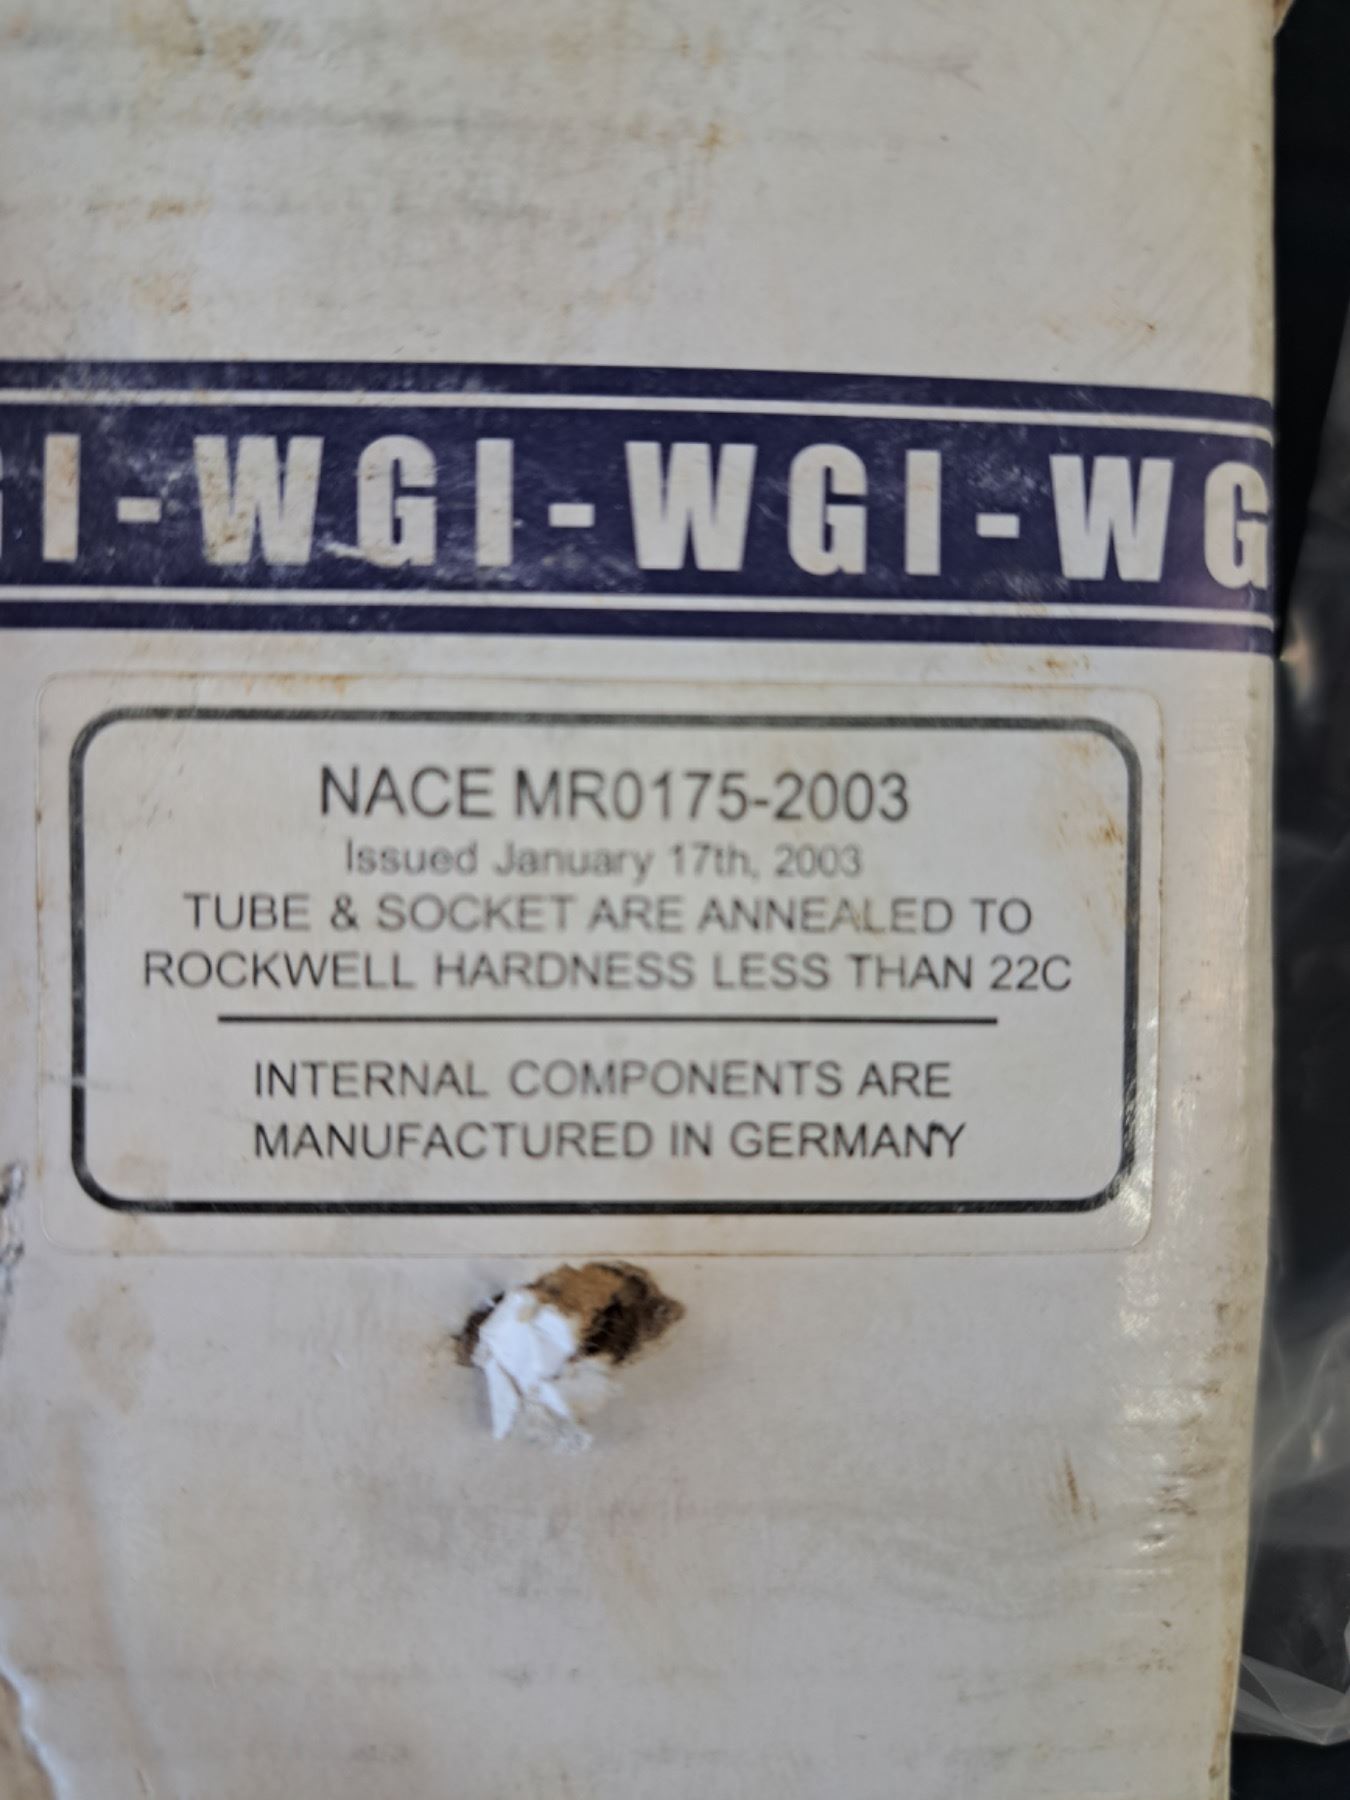 GI-WGI-WGI-WG
NACE MR0175-2003
Issued January 17th, 2003
TUBE & SOCKET ARE ANNEALED TO
ROCKWELL HARDNESS LESS THAN 22C
INTERNAL COMPONENTS ARE
MANUFACTURED IN GERMANY